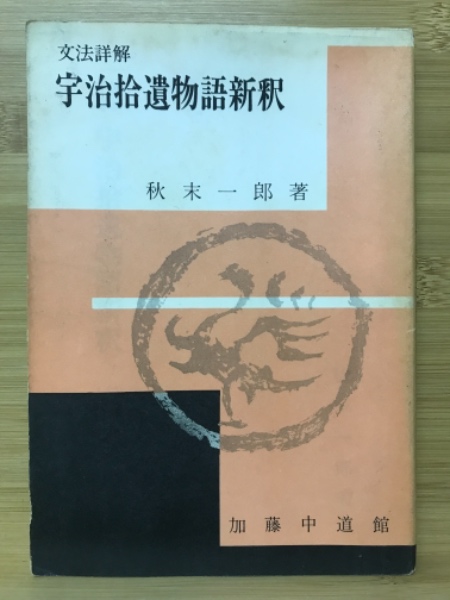 文法詳解
宇治拾遺物語新釈
秋末一郎著
加藤中道館